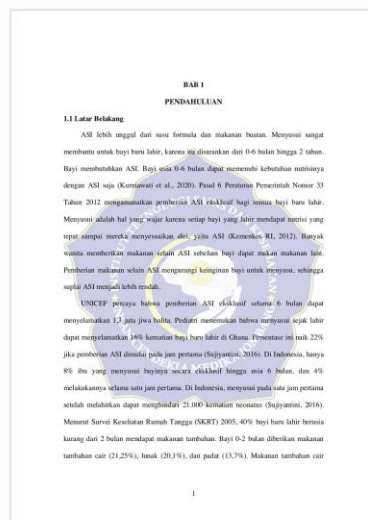 BAB 1
PENDAHULUAN
1.1 Latar Belakang
ASI lebih unggul dari susu formula dan makanan buatan. Menyusui sangat
membantu untuk bayi baru lahir, karena itu disarankan dari 0-6 bulan hingga 2 tahun.
Bayi membutuhkan ASI. Bayi usia 0-6 bulan dapat memenuhi kebutuhan nutrisinya
dengan ASI saja (Kurniawati et al., 2020). Pasal 6 Peraturan Pemerintah Nomor 33
Tahun 2012 mengamanatkan pemberian ASI eksklusif bagi semua bayi baru lahir.
Menyusui adalah hal yang wajar karena setiap bayi yang lahir mendapat nutrisi yang
tepat sampai mereka menyesuaikan diri, yaitu ASI (Kemenkes RI, 2012). Banyak
wanita memberikan makanan selain ASI sebelum bayi dapat makan makanan lain.
Pemberian makanan selain ASI mengurangi keinginan bayi untuk menyusu, sehingga
suplai ASI menjadi lebih rendah.
UNICEF percaya bahwa pemberian ASI eksklusif selama 6 bulan dapat
menyelamatkan 1,3 juta jiwa balita. Pediatri menemukan bahwa menyusui sejak lahir
dapat menyelamatkan 16% kematian bayi baru lahir di Ghana. Persentase ini naik 22%
jika pemberian ASI dimulai pada jam pertama (Sujiyantini, 2016). Di Indonesia, hanya
8% ibu yang menyusui bayinya secara eksklusif hingga usia 6 bulan, dan 4%
melakukannya selama satu jam pertama. Di Indonesia, menyusui pada satu jam pertama
setelah melahirkan dapat menghindari 21.000 kematian neonatus (Sujiyantini, 2016).
Menurut Survei Kesehatan Rumah Tangga (SKRT) 2005, 40% bayi baru lahir berusia
kurang dari 2 bulan mendapat makanan tambahan. Bayi 0-2 bulan diberikan makanan
tambahan cair (21,25%), lunak (20,1%), dan padat (13,7%). Makanan tambahan cair
1